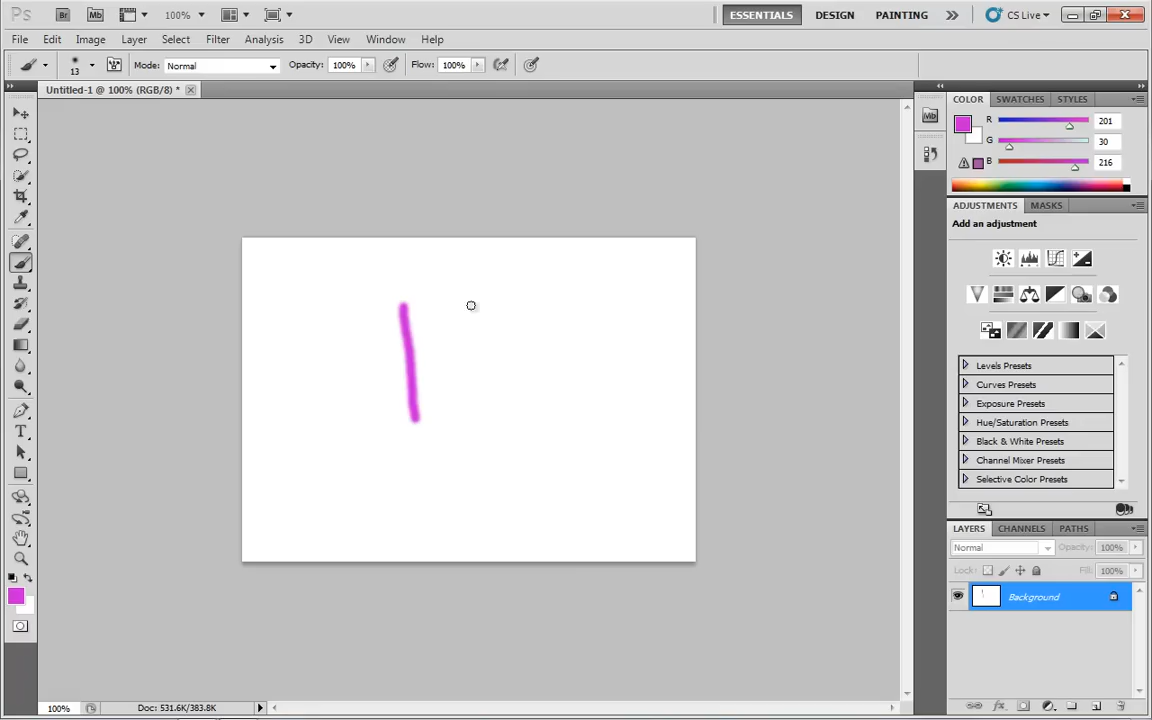 Ps Br Mb 100% ESSENTIALS DESIGN PAINTING CS Live
File Edit Image Layer Select Filter Analysis 3D View Window Help
13 Mode: Normal Opacity: 100% Flow: 100%
Untitled-1 @ 100% (RGB/8) *
Mb
COLOR SWATCHES STYLES
R 201
G 30
B 216
ADJUSTMENTS MASKS
Add an adjustment
Levels Presets
Curves Presets
Exposure Presets
Hue/Saturation Presets
Black & White Presets
Channel Mixer Presets
Selective Color Presets
LAYERS CHANNELS PATHS
Normal Opacity: 100%
Lock: Fill: 100%
Background
100% Doc: 531.6K/383.8K